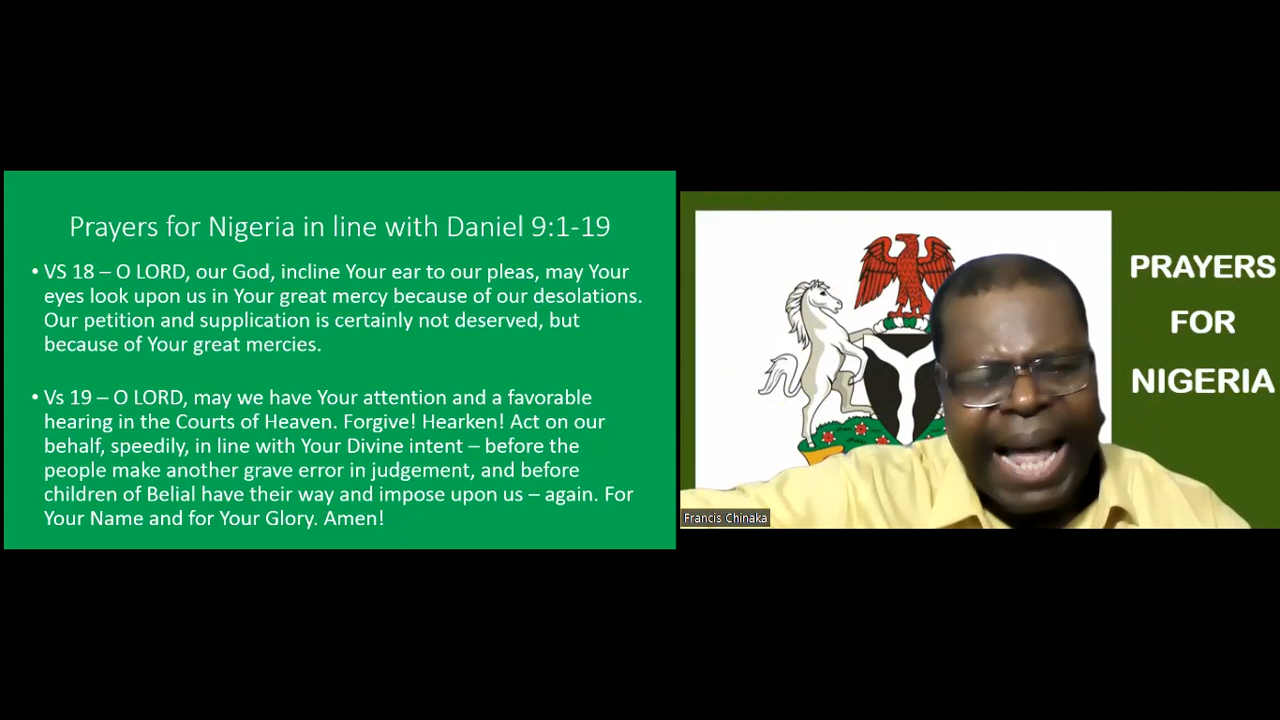 Prayers for Nigeria in line with Daniel 9:1-19
• VS 18 – O LORD, our God, incline Your ear to our pleas, may Your
eyes look upon us in Your great mercy because of our desolations.
Our petition and supplication is certainly not deserved, but
because of Your great mercies.
• Vs 19 – O LORD, may we have Your attention and a favorable
hearing in the Courts of Heaven. Forgive! Hearken! Act on our
behalf, speedily, in line with Your Divine intent – before the
people make another grave error in judgement, and before
children of Belial have their way and impose upon us – again. For
Your Name and for Your Glory. Amen!
PRAYERS
FOR
NIGERIA
Francis Chinaka